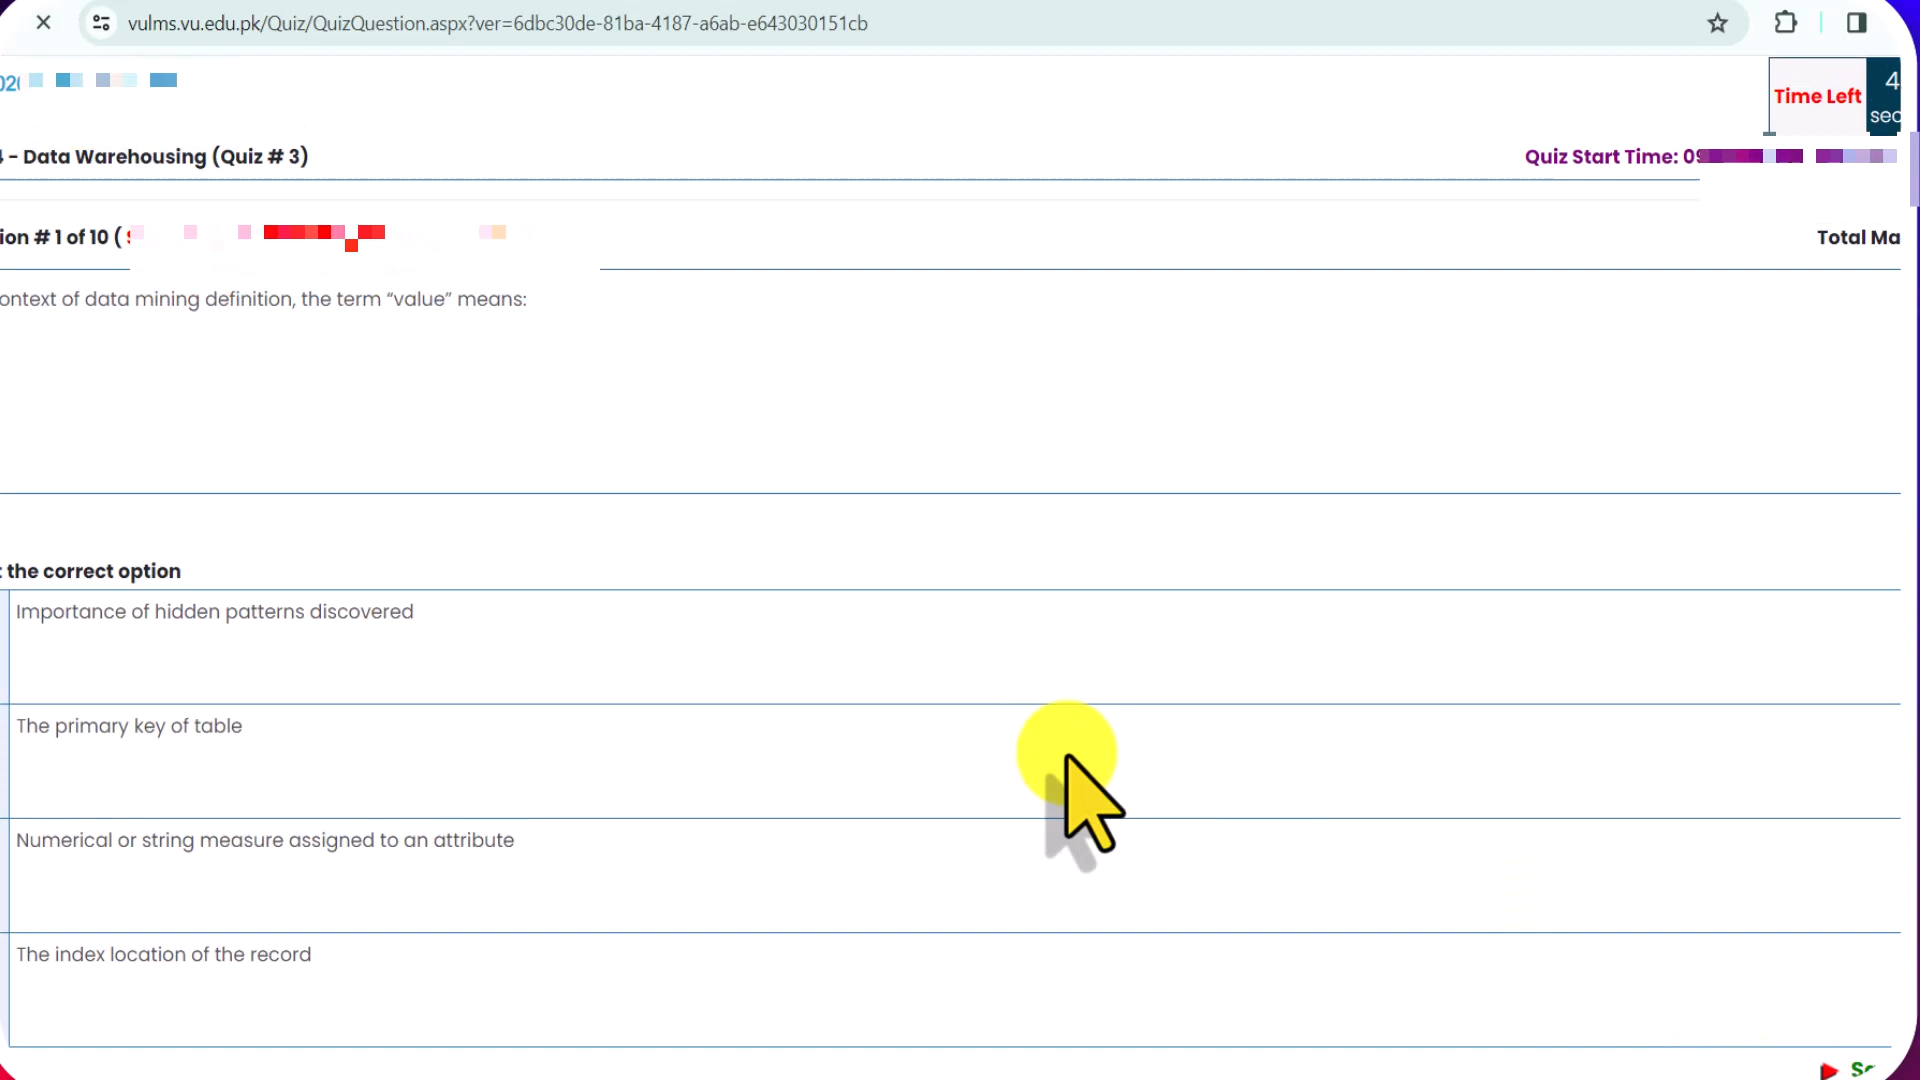 vulms.vu.edu.pk/Quiz/QuizQuestion.aspx?ver=6dbc30de-81ba-4187-a6ab-e643030151cb
Time Left
4
sec
- Data Warehousing (Quiz # 3)
Quiz Start Time: 09
ion # 1 of 10 (
Total Ma
ontext of data mining definition, the term “value” means:
the correct option
Importance of hidden patterns discovered
The primary key of table
Numerical or string measure assigned to an attribute
The index location of the record